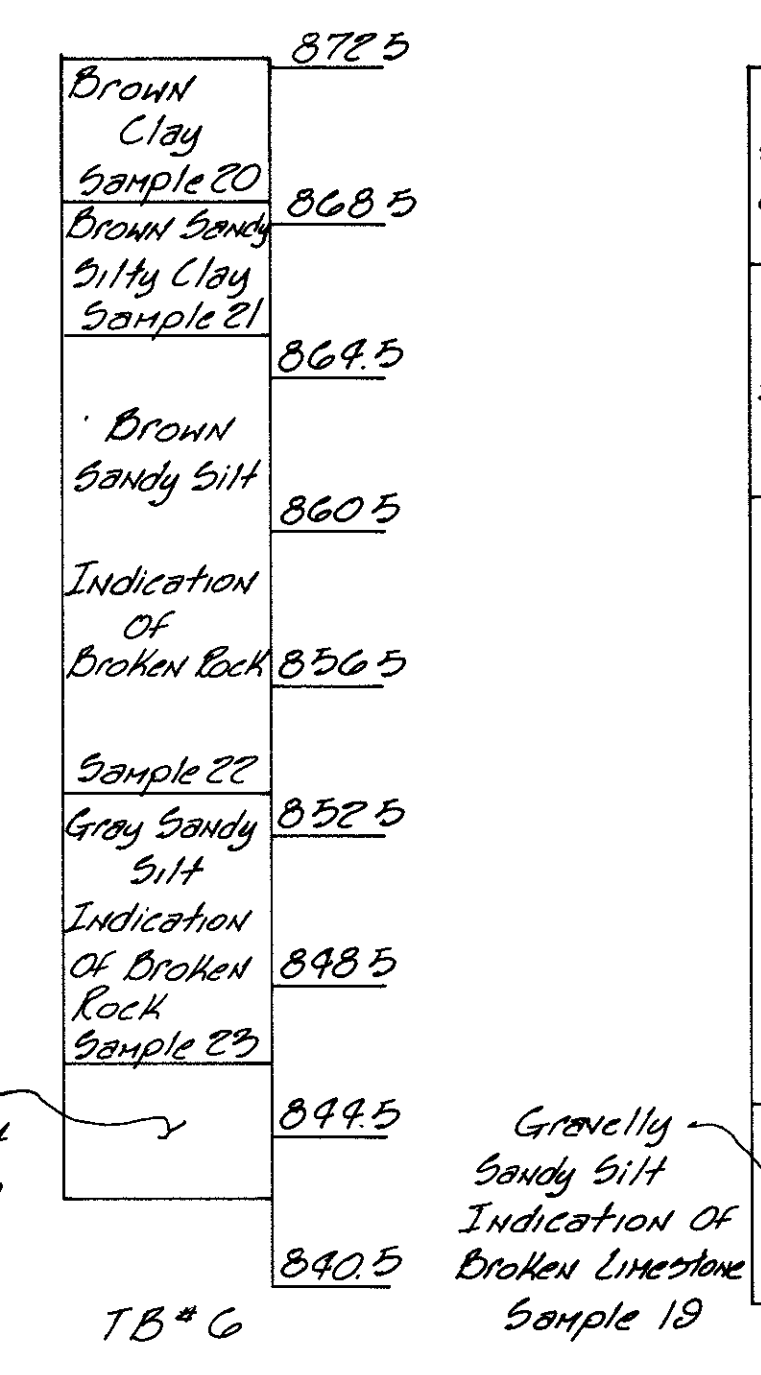 872.5
Brown
Clay
Sample 20
868.5
Brown Sandy
Silty Clay
Sample 21
864.5
Brown
Sandy Silt
860.5
Indication
Of
Broken Rock
856.5
Sample 22
852.5
Gray Sandy
Silt
Indication
Of Broken
Rock
Sample 23
848.5
844.5
840.5
TB#6
Gravelly
Sandy Silt
Indication Of
Broken Limestone
Sample 19